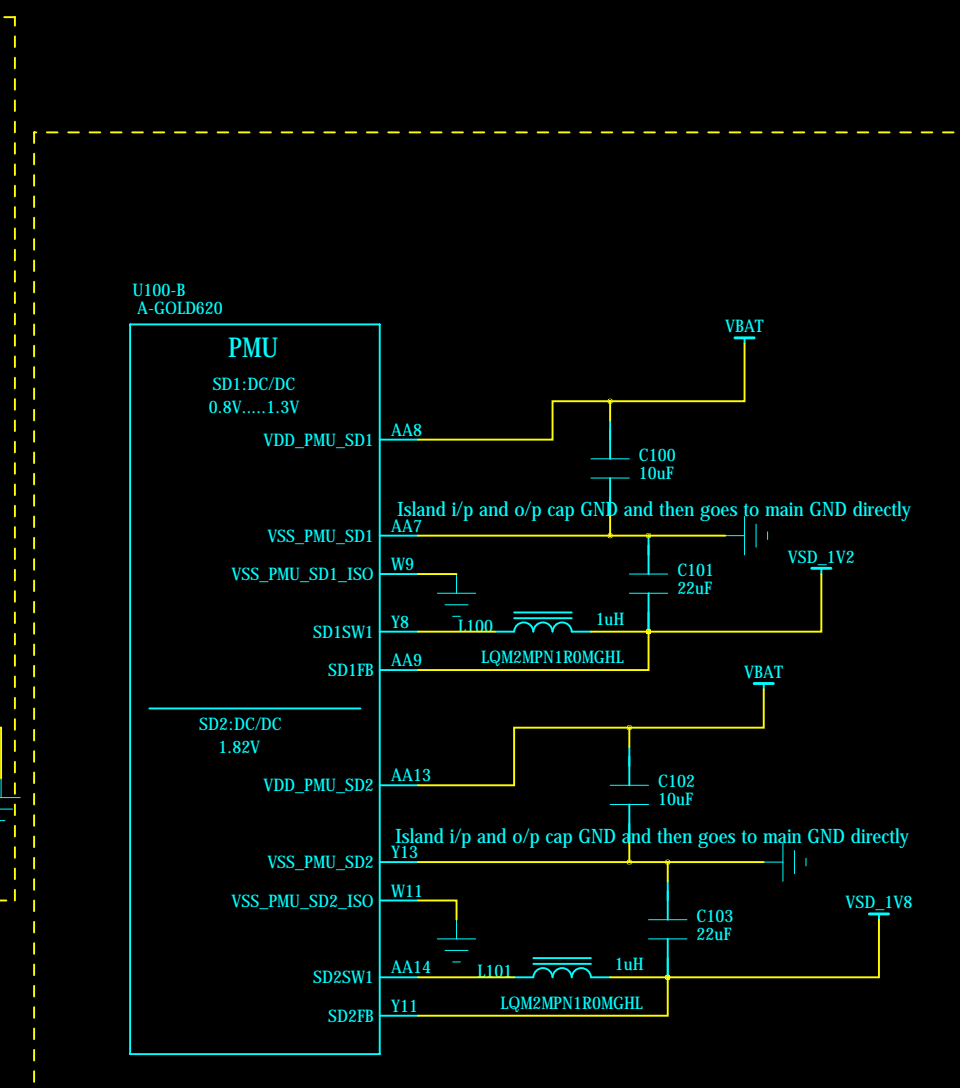 U100-B
A-GOLD620
PMU
SD1:DC/DC
0.8V.....1.3V
VBAT
VDD_PMU_SD1
AA8
C100
10uF
Island i/p and o/p cap GND and then goes to main GND directly
VSS_PMU_SD1
AA7
VSD_1V2
VSS_PMU_SD1_ISO
W9
C101
22uF
SD1SW1
Y8
L100
1uH
LQM2MPN1R0MGHL
SD1FB
AA9
VBAT
SD2:DC/DC
1.82V
VDD_PMU_SD2
AA13
C102
10uF
Island i/p and o/p cap GND and then goes to main GND directly
VSS_PMU_SD2
Y13
VSS_PMU_SD2_ISO
W11
VSD_1V8
C103
22uF
SD2SW1
AA14
L101
1uH
LQM2MPN1R0MGHL
SD2FB
Y11